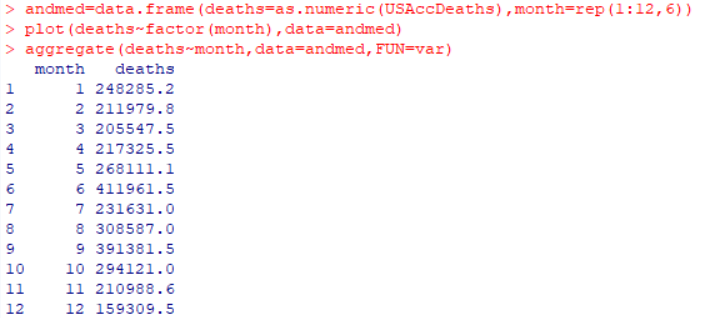 > andmed=data.frame(deaths=as.numeric(USAccDeaths),month=rep(1:12,6))
> plot(deaths~factor(month),data=andmed)
> aggregate(deaths~month,data=andmed,FUN=var)
   month   deaths
1      1 248285.2
2      2 211979.8
3      3 205547.5
4      4 217325.5
5      5 268111.1
6      6 411961.5
7      7 231631.0
8      8 308587.0
9      9 391381.5
10    10 294121.0
11    11 210988.6
12    12 159309.5